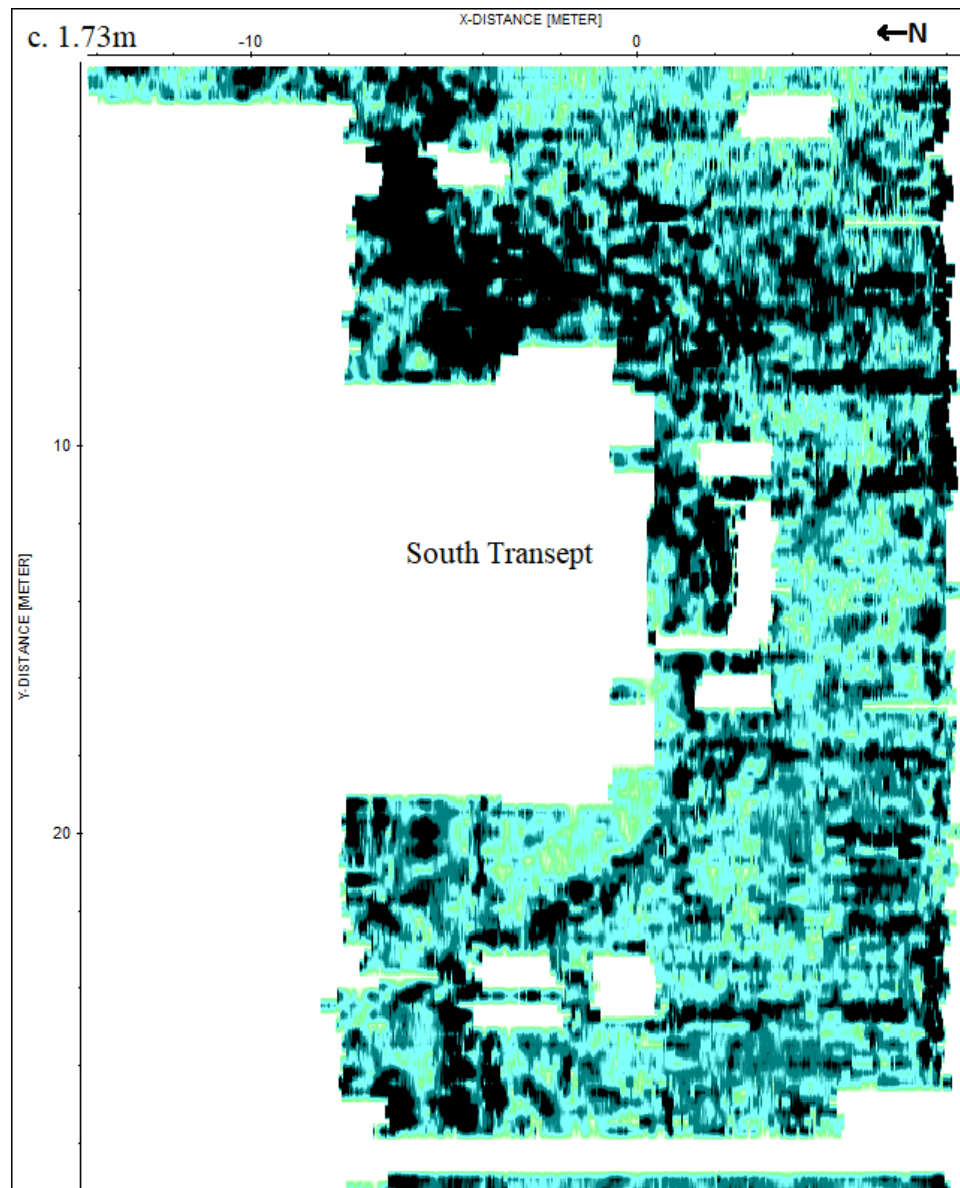 X-DISTANCE [METER]
c. 1.73m
←N
-10
0
10
South Transept
Y-DISTANCE [METER]
20